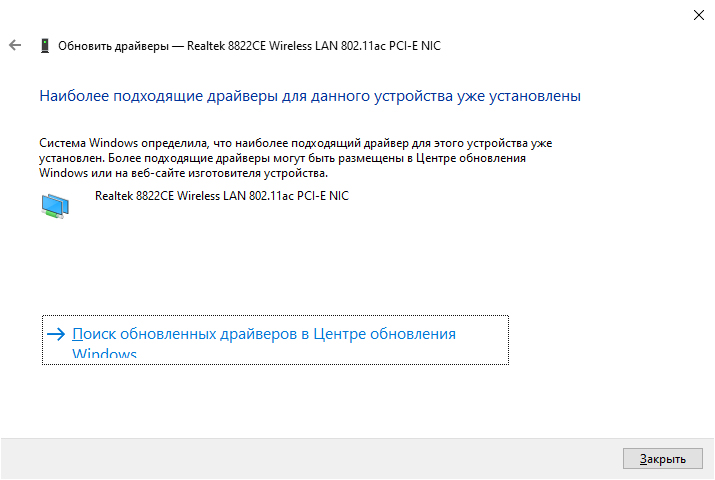 Обновить драйверы — Realtek 8822CE Wireless LAN 802.11ac PCI-E NIC
Наиболее подходящие драйверы для данного устройства уже установлены
Система Windows определила, что наиболее подходящий драйвер для этого устройства уже
установлен. Более подходящие драйверы могут быть размещены в Центре обновления
Windows или на веб-сайте изготовителя устройства.
Realtek 8822CE Wireless LAN 802.11ac PCI-E NIC
Поиск обновленных драйверов в Центре обновления
Windows
Закрыть